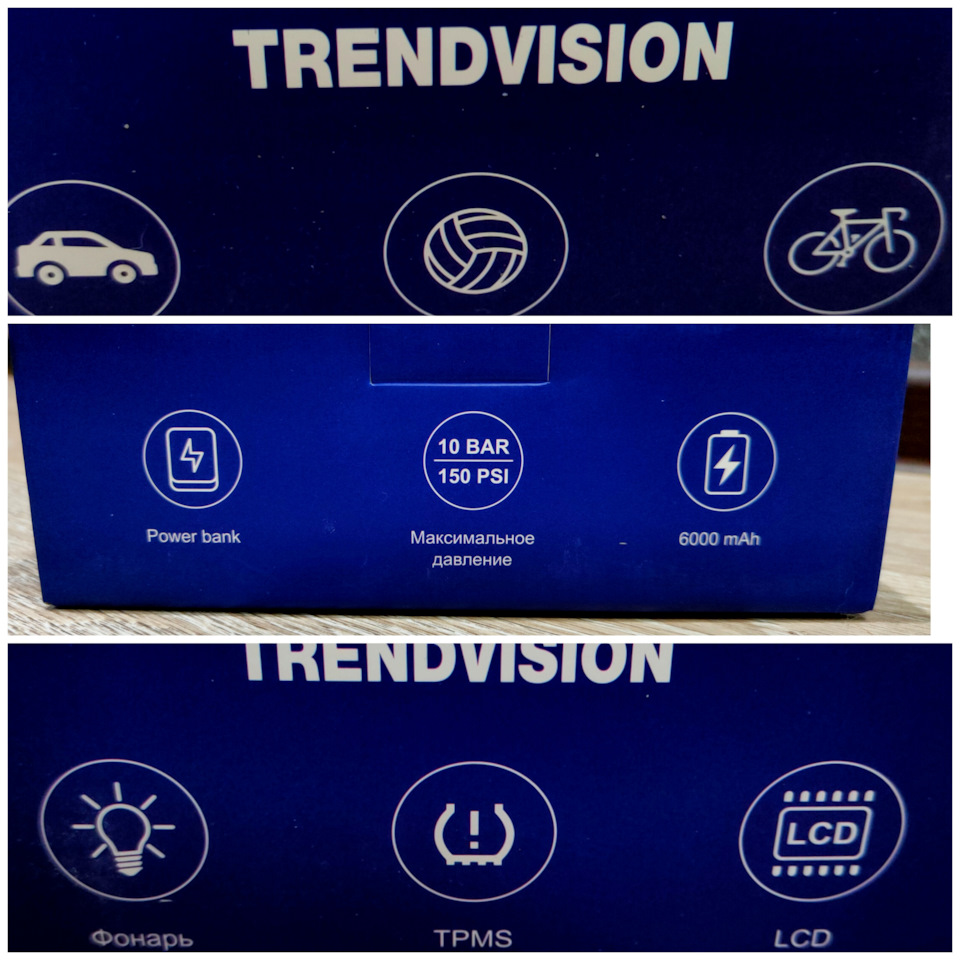 TRENDVISION
10 BAR
150 PSI
Power bank
Максимальное
давление
6000 mAh
TRENDVISION
LCD
Фонарь
TPMS
LCD